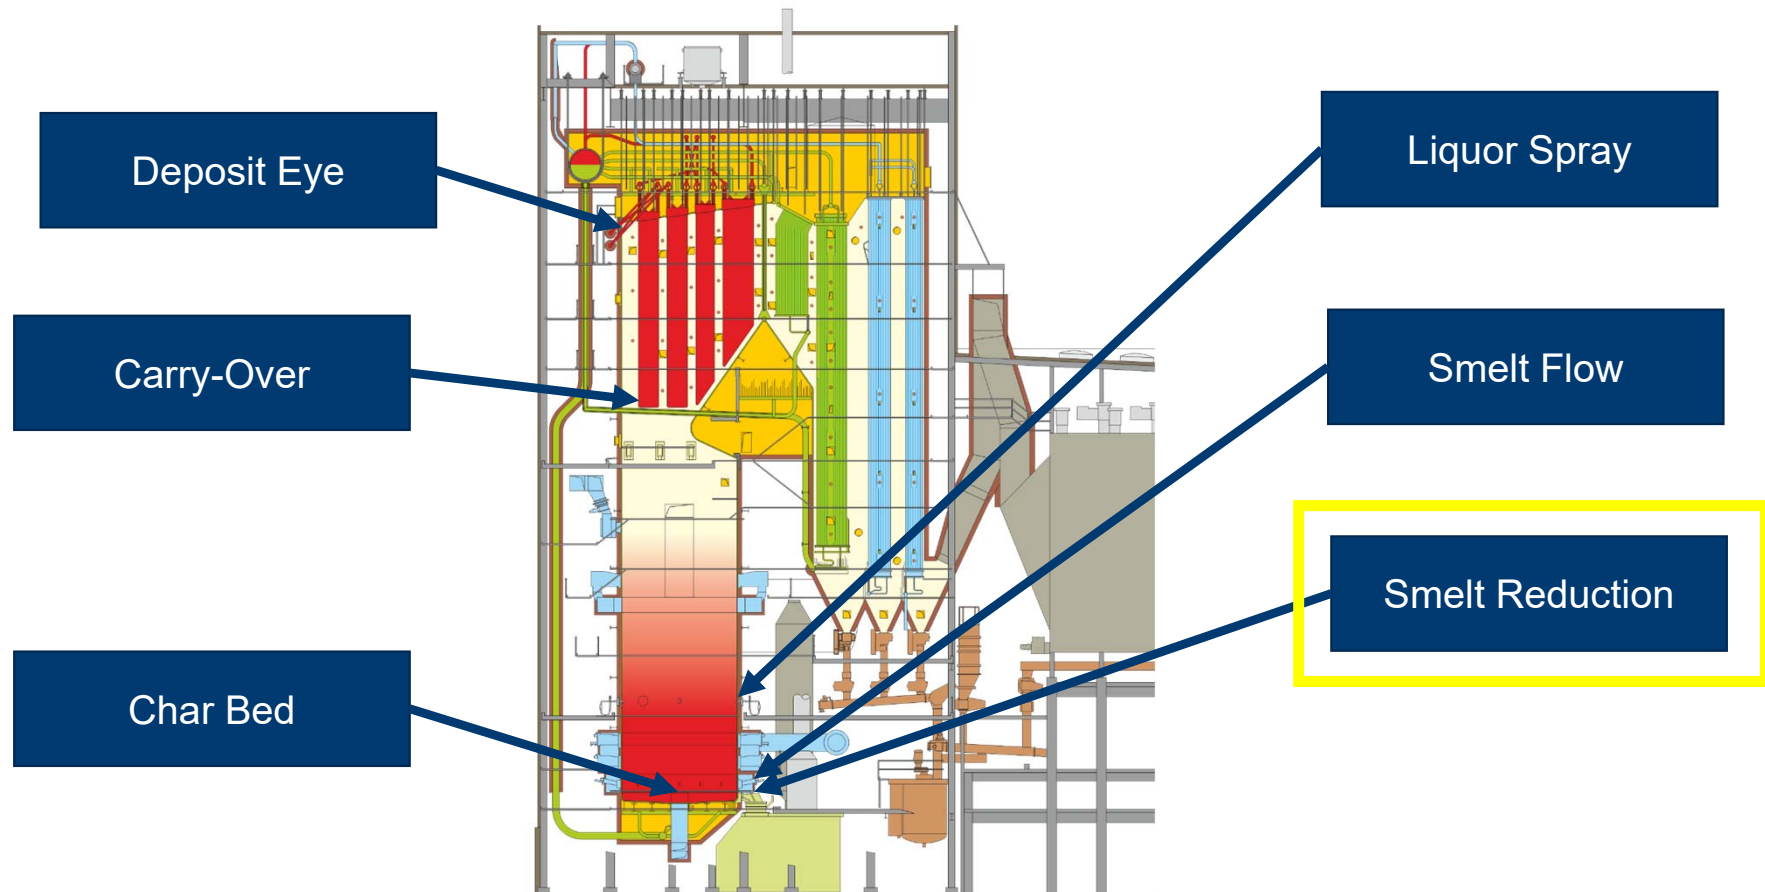 Deposit Eye
Carry-Over
Char Bed
Liquor Spray
Smelt Flow
Smelt Reduction